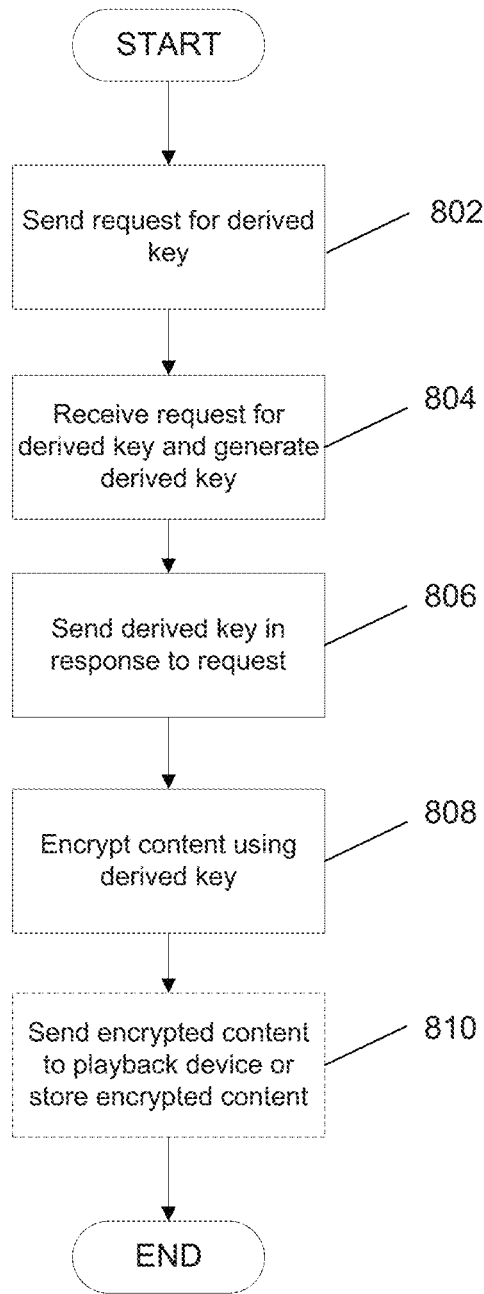 START
Send request for derived
key
802
Receive request for
derived key and generate
derived key
804
Send derived key in
response to request
806
Encrypt content using
derived key
808
Send encrypted content
to playback device or
store encrypted content
810
END